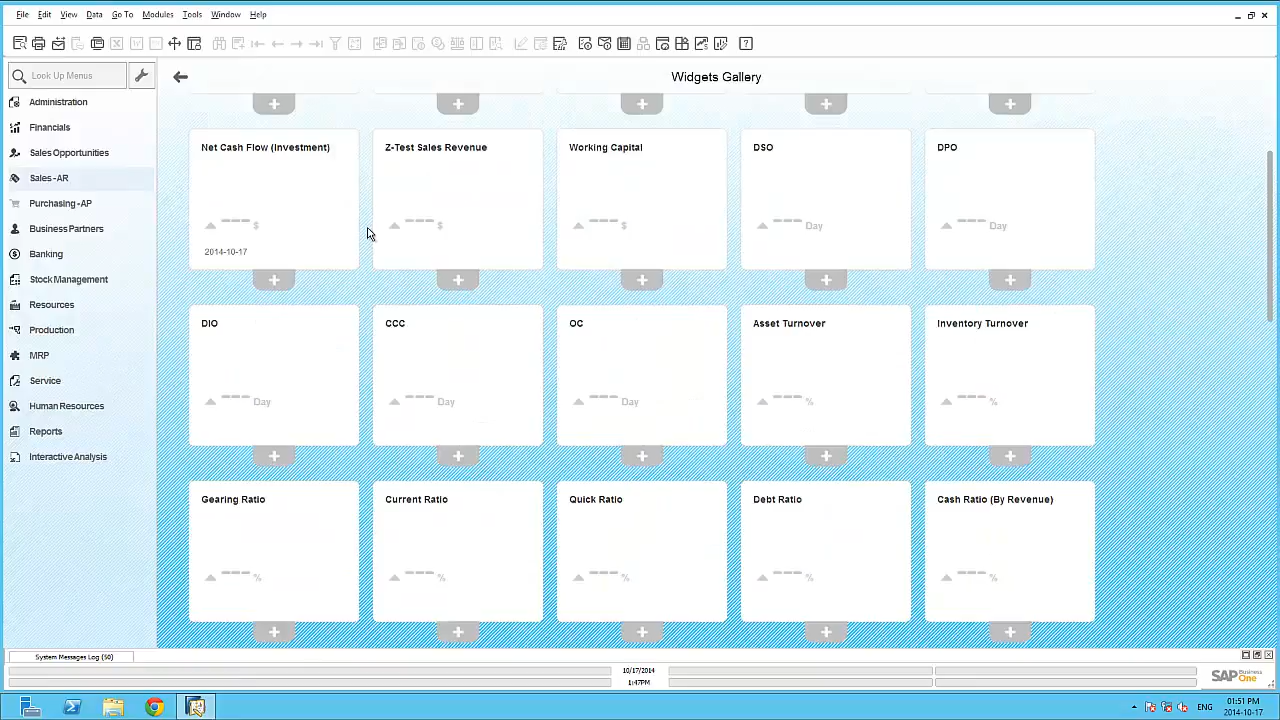 File Edit View Data Go To Modules Tools Window Help
Look Up Menus
Widgets Gallery
Administration
Financials
Sales Opportunities
Sales - AR
Purchasing - AP
Business Partners
Banking
Stock Management
Resources
Production
MRP
Service
Human Resources
Reports
Interactive Analysis
Net Cash Flow (Investment) Z-Test Sales Revenue Working Capital DSO DPO
$ $ $ Day Day
2014-10-17
DIO CCC OC Asset Turnover Inventory Turnover
Day Day Day % %
Gearing Ratio Current Ratio Quick Ratio Debt Ratio Cash Ratio (By Revenue)
% % % % %
System Messages Log (50)
10/17/2014
1:47PM
SAP Business One
ENG 01:51 PM
2014-10-17